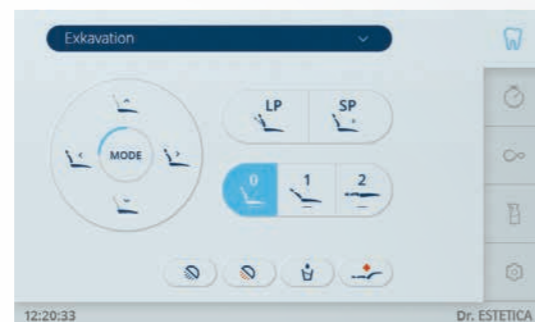 Exkavation
LP SP
MODE
0 1 2
12:20:33 Dr. ESTETICA